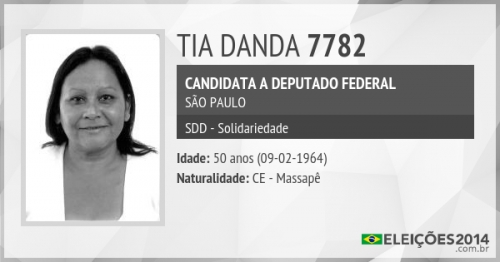 TIA DANDA 7782
CANDIDATA A DEPUTADO FEDERAL
SÃO PAULO
SDD - Solidariedade
Idade: 50 anos (09-02-1964)
Naturalidade: CE - Massapê
ELEIÇÕES2014
.com.br